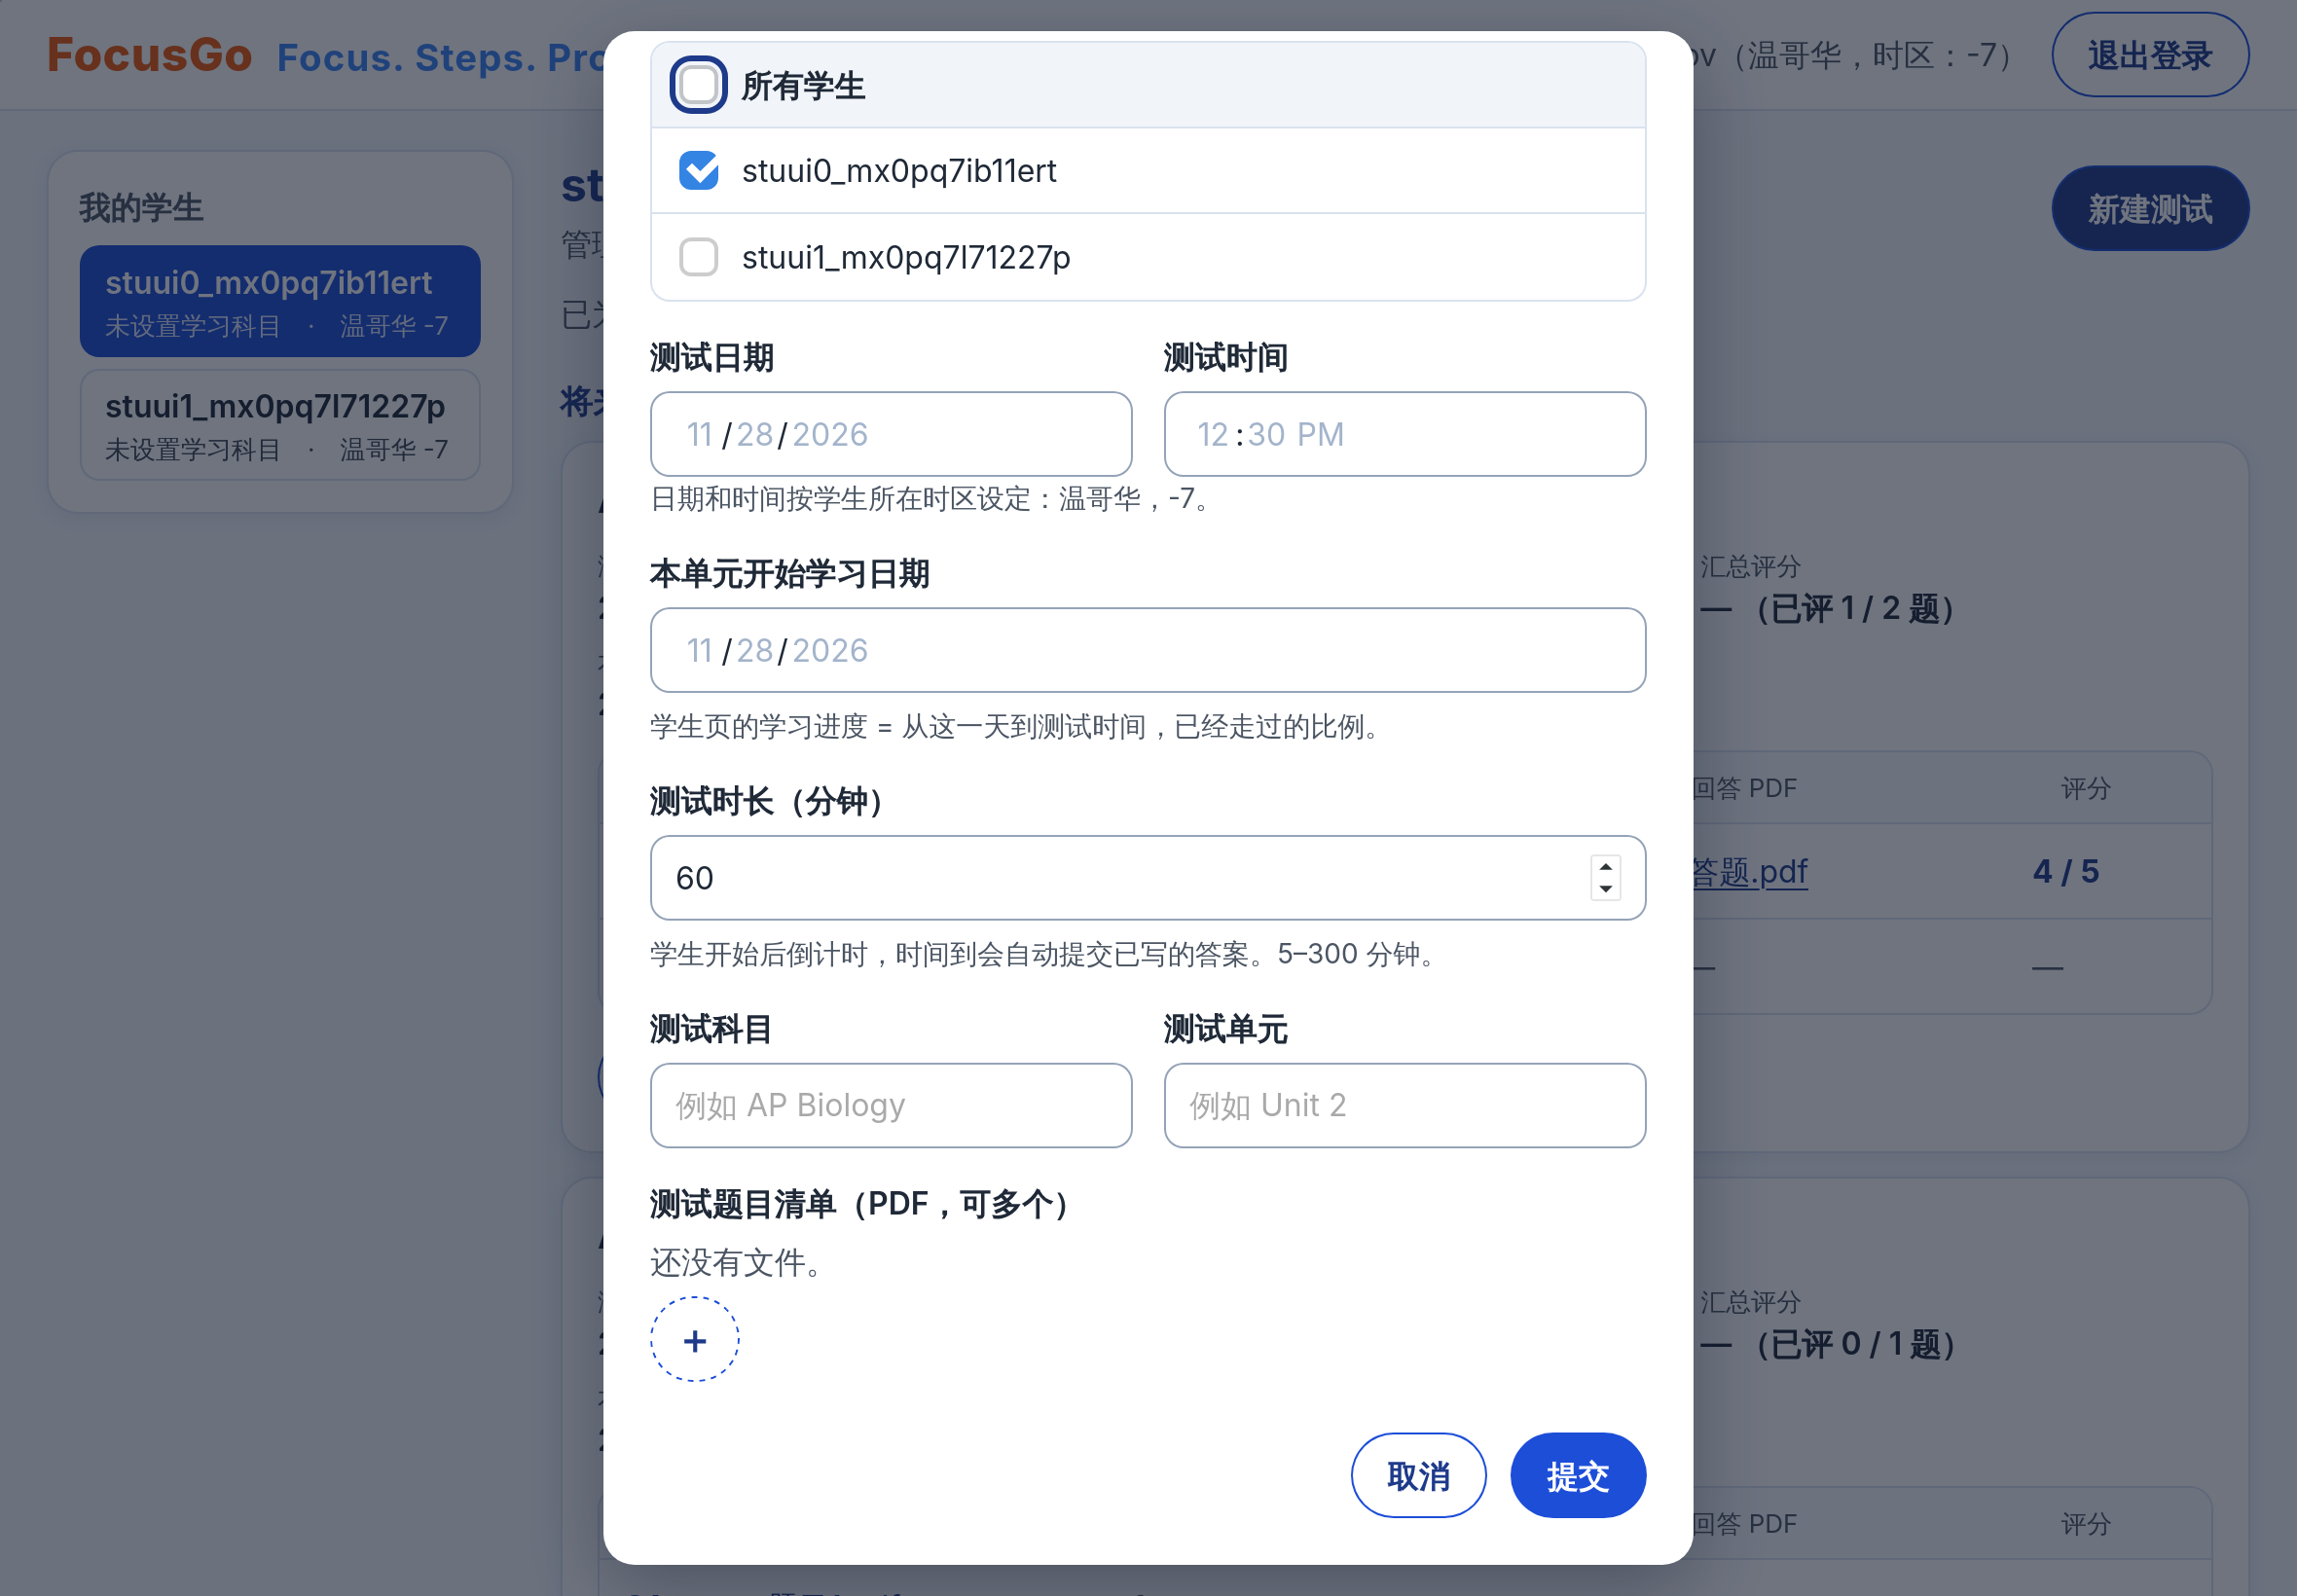 FocusGo Focus. Steps. Pro
（温哥华，时区：-7） 退出登录
我的学生
stuui0_mx0pq7ib11ert
未设置学习科目 · 温哥华 -7
stuui1_mx0pq7l71227p
未设置学习科目 · 温哥华 -7
新建测试
所有学生
stuui0_mx0pq7ib11ert
stuui1_mx0pq7l71227p
测试日期 测试时间
11/28/2026 12:30 PM
日期和时间按学生所在时区设定：温哥华，-7。
本单元开始学习日期
11/28/2026
学生页的学习进度 = 从这一天到测试时间，已经走过的比例。
测试时长（分钟）
60
学生开始后倒计时，时间到会自动提交已写的答案。5–300 分钟。
测试科目 测试单元
例如 AP Biology 例如 Unit 2
测试题目清单（PDF，可多个）
还没有文件。
+
取消 提交
汇总评分
— （已评 1 / 2 题）
回答 PDF 评分
答题.pdf 4 / 5
— —
汇总评分
— （已评 0 / 1 题）
回答 PDF 评分